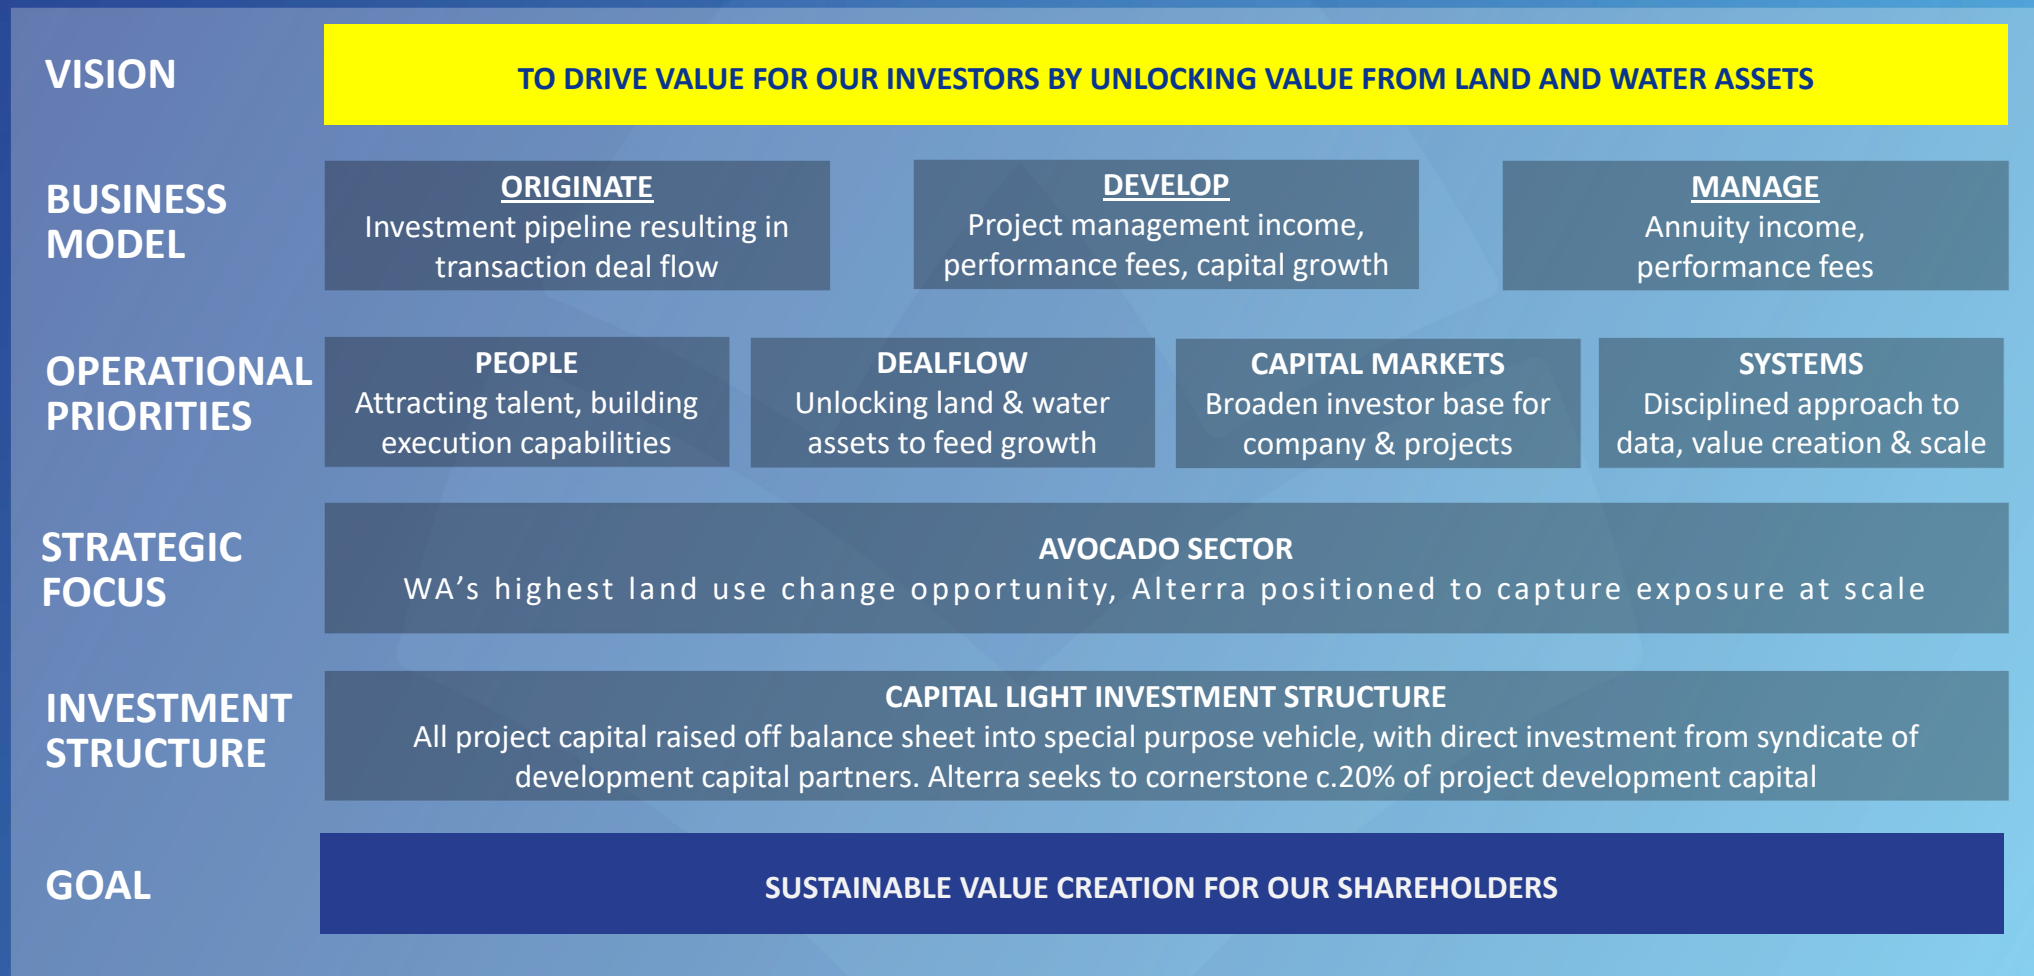 VISION
TO DRIVE VALUE FOR OUR INVESTORS BY UNLOCKING VALUE FROM LAND AND WATER ASSETS
BUSINESS
MODEL
ORIGINATE
Investment pipeline resulting in
transaction deal flow
DEVELOP
Project management income,
performance fees, capital growth
MANAGE
Annuity income,
performance fees
OPERATIONAL
PRIORITIES
PEOPLE
Attracting talent, building
execution capabilities
DEALFLOW
Unlocking land & water
assets to feed growth
CAPITAL MARKETS
Broaden investor base for
company & projects
SYSTEMS
Disciplined approach to
data, value creation & scale
STRATEGIC
FOCUS
AVOCADO SECTOR
WA’s highest land use change opportunity, Alterra positioned to capture exposure at scale
INVESTMENT
STRUCTURE
CAPITAL LIGHT INVESTMENT STRUCTURE
All project capital raised off balance sheet into special purpose vehicle, with direct investment from syndicate of
development capital partners. Alterra seeks to cornerstone c.20% of project development capital
GOAL
SUSTAINABLE VALUE CREATION FOR OUR SHAREHOLDERS